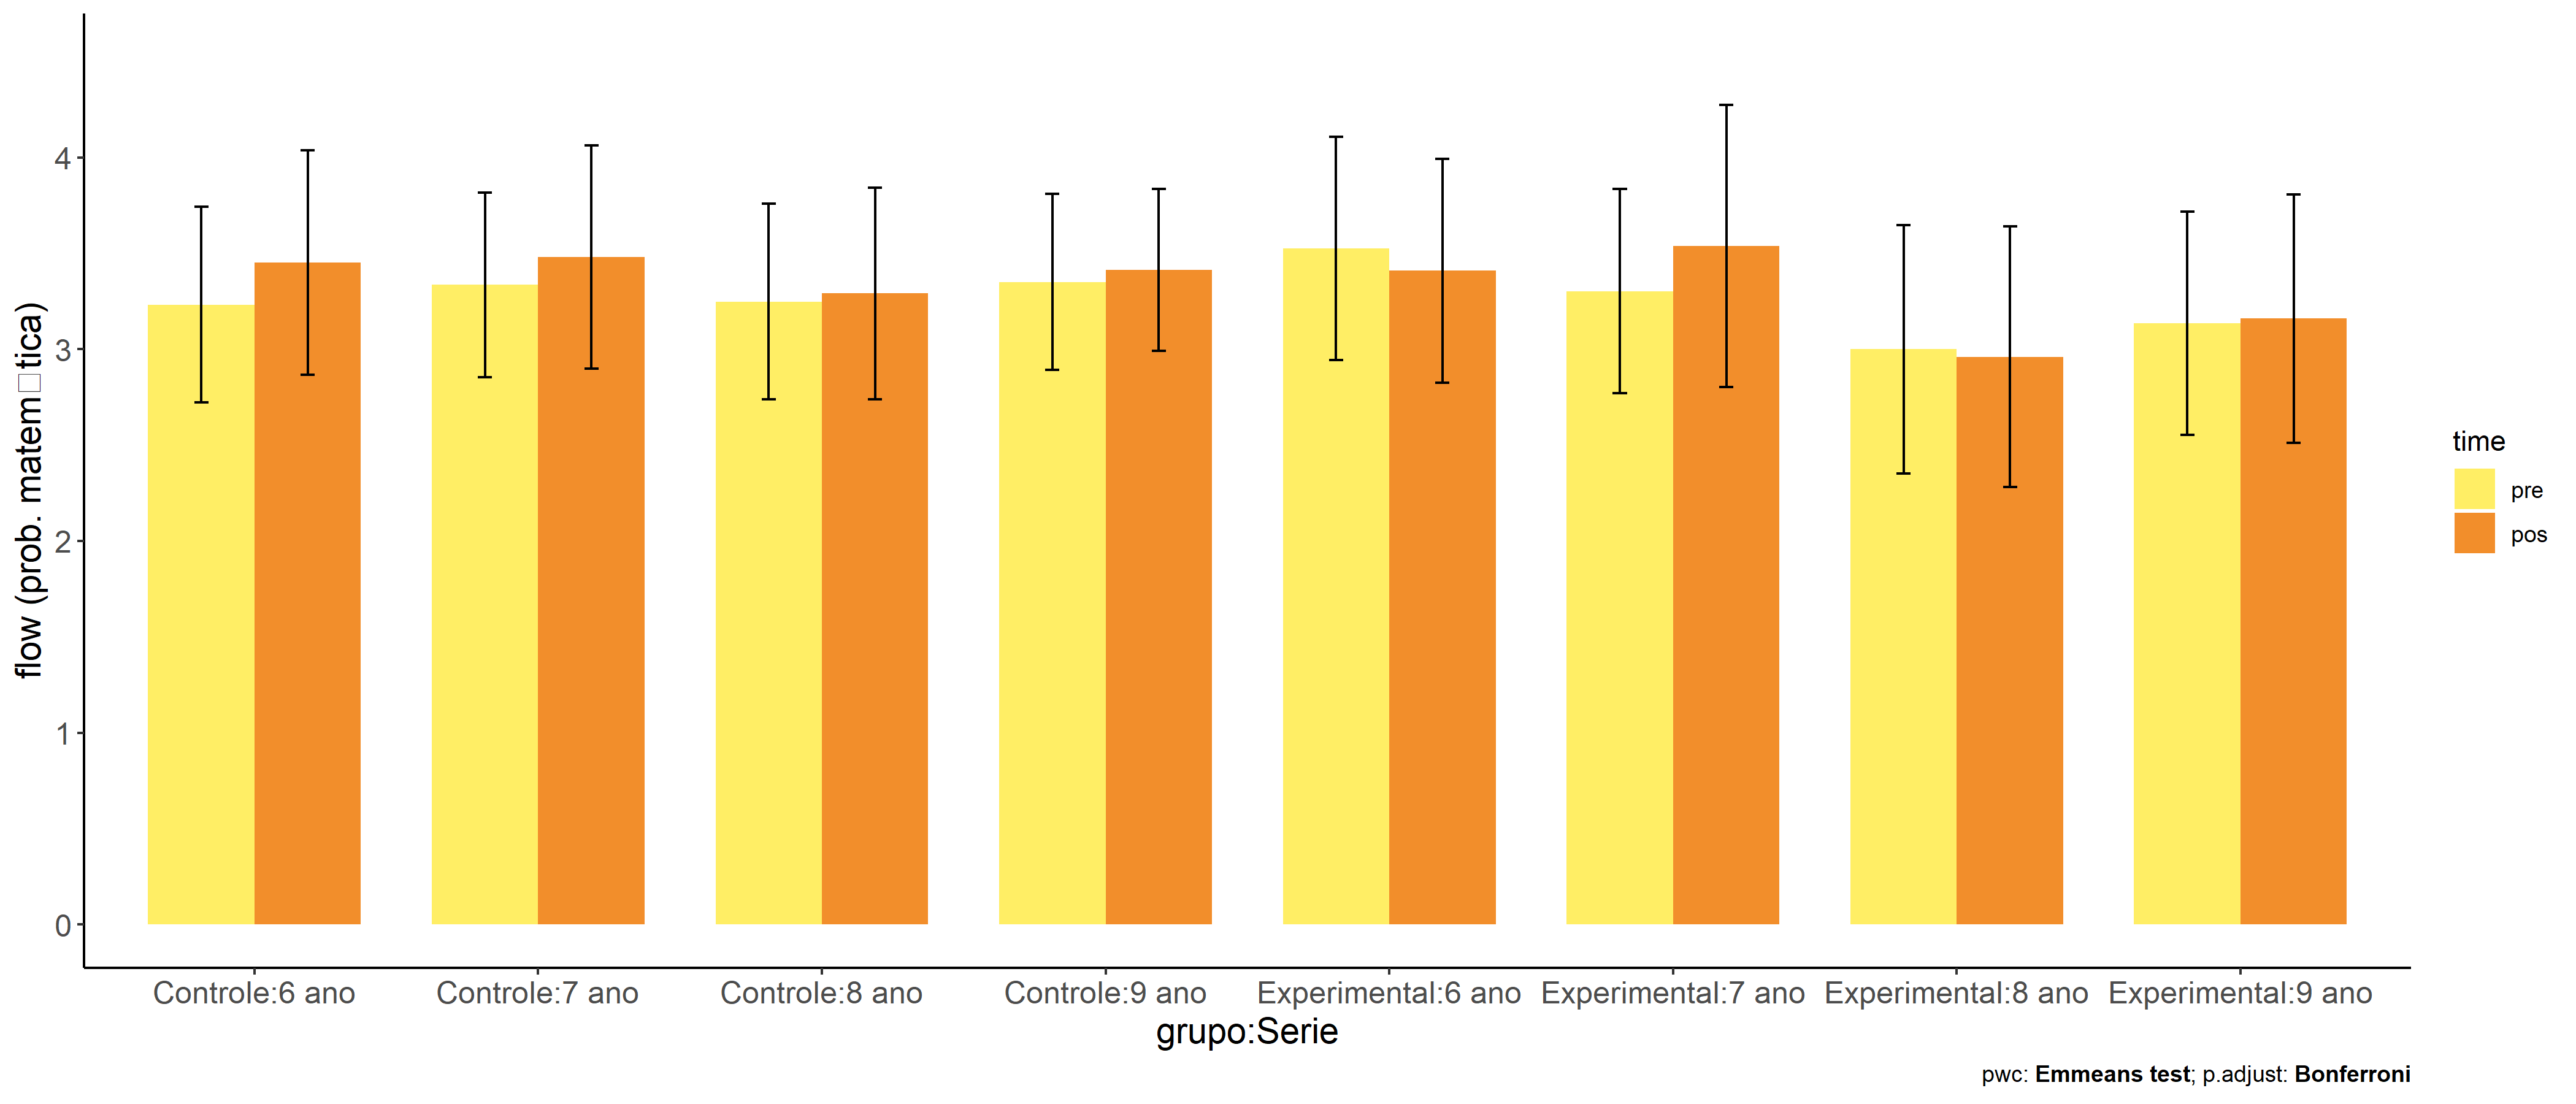 flow (prob. matem□tica)
4
3
2
1
0
Controle:6 ano
Controle:7 ano
Controle:8 ano
Controle:9 ano
Experimental:6 ano
Experimental:7 ano
Experimental:8 ano
Experimental:9 ano
grupo:Serie
time
pre
pos
pwc: Emmeans test; p.adjust: Bonferroni